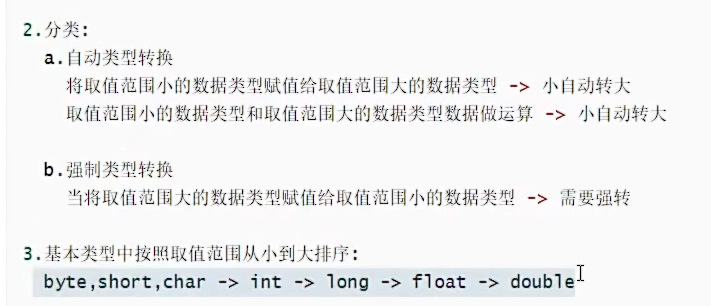 2.分类:
a.自动类型转换
将取值范围小的数据类型赋值给取值范围大的数据类型 -> 小自动转大
取值范围小的数据类型和取值范围大的数据类型数据做运算 -> 小自动转大
b.强制类型转换
当将取值范围大的数据类型赋值给取值范围小的数据类型 -> 需要强转
3.基本类型中按照取值范围从小到大排序:
byte,short,char -> int -> long -> float -> double